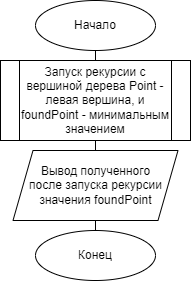 Начало
Запуск рекурсии с
вершиной дерева Point -
левая вершина, и
foundPoint - минимальным
значением
Вывод полученного
после запуска рекурсии
значения foundPoint
Конец